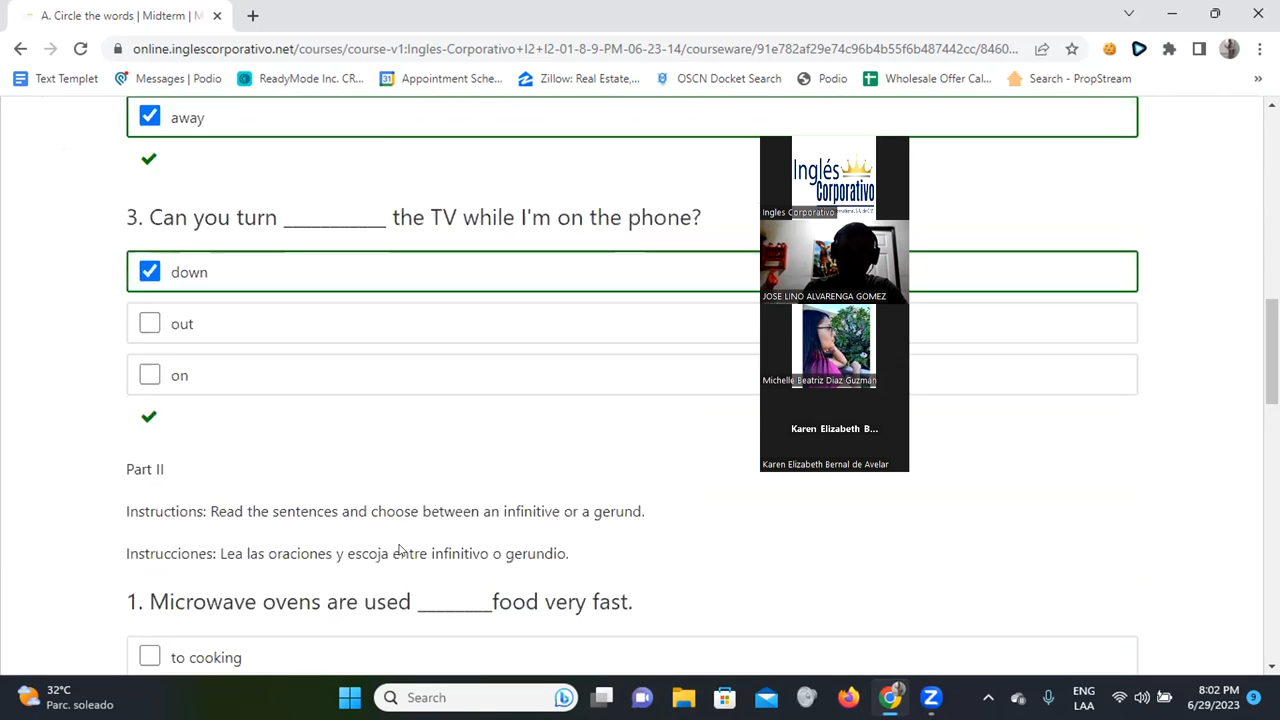 A. Circle the words | Midterm | M
online.inglescorporativo.net/courses/course-v1:Ingles-Corporativo+I2+I2-01-8-9-PM-06-23-14/courseware/91e782af29e74c96b4b55f6b487442cc/8460...
Text Templet
Messages | Podio
ReadyMode Inc. CR...
Appointment Sche...
Zillow: Real Estate,...
OSCN Docket Search
Podio
Wholesale Offer Cal...
Search - PropStream
away
3. Can you turn ___________ the TV while I'm on the phone?
down
out
on
Part II
Instructions: Read the sentences and choose between an infinitive or a gerund.
Instrucciones: Lea las oraciones y escoja entre infinitivo o gerundio.
1. Microwave ovens are used ________food very fast.
to cooking
Inglés
Corporativo
Ingles Corporativo
JOSE LINO ALVARENGA GOMEZ
Michelle Beatriz Diaz Guzmán
Karen Elizabeth B...
Karen Elizabeth Bernal de Avelar
32°C
Parc. soleado
Search
ENG
LAA
8:02 PM
6/29/2023
9